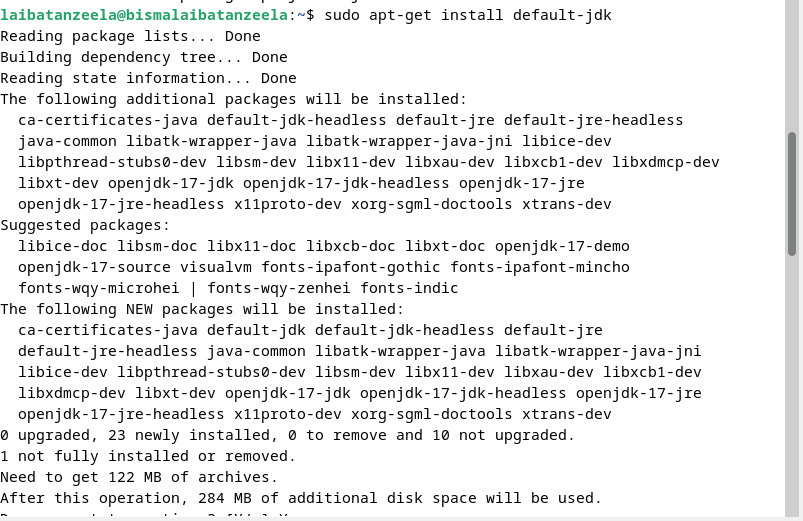 laibatanzeela@bismalaibatanzeela:~$ sudo apt-get install default-jdk
Reading package lists... Done
Building dependency tree... Done
Reading state information... Done
The following additional packages will be installed:
  ca-certificates-java default-jdk-headless default-jre default-jre-headless
  java-common libatk-wrapper-java libatk-wrapper-java-jni libice-dev
  libpthread-stubs0-dev libsm-dev libx11-dev libxau-dev libxcb1-dev libxdmcp-dev
  libxt-dev openjdk-17-jdk openjdk-17-jdk-headless openjdk-17-jre
  openjdk-17-jre-headless x11proto-dev xorg-sgml-doctools xtrans-dev
Suggested packages:
  libice-doc libsm-doc libx11-doc libxcb-doc libxt-doc openjdk-17-demo
  openjdk-17-source visualvm fonts-ipafont-gothic fonts-ipafont-mincho
  fonts-wqy-microhei | fonts-wqy-zenhei fonts-indic
The following NEW packages will be installed:
  ca-certificates-java default-jdk default-jdk-headless default-jre
  default-jre-headless java-common libatk-wrapper-java libatk-wrapper-java-jni
  libice-dev libpthread-stubs0-dev libsm-dev libx11-dev libxau-dev libxcb1-dev
  libxdmcp-dev libxt-dev openjdk-17-jdk openjdk-17-jdk-headless openjdk-17-jre
  openjdk-17-jre-headless x11proto-dev xorg-sgml-doctools xtrans-dev
0 upgraded, 23 newly installed, 0 to remove and 10 not upgraded.
1 not fully installed or removed.
Need to get 122 MB of archives.
After this operation, 284 MB of additional disk space will be used.